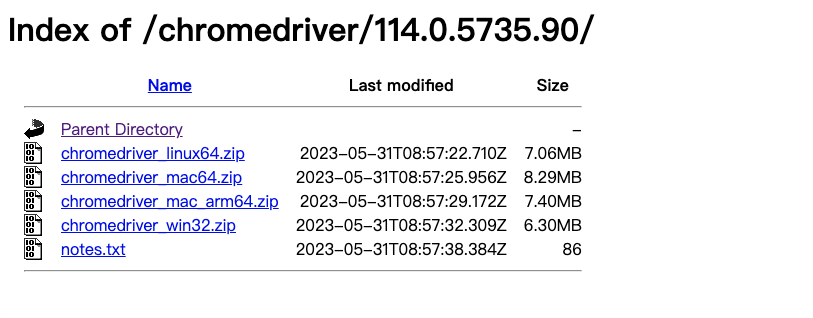 Index of /chromedriver/114.0.5735.90/
Name Last modified Size
Parent Directory –
chromedriver_linux64.zip 2023–05–31T08:57:22.710Z 7.06MB
chromedriver_mac64.zip 2023–05–31T08:57:25.956Z 8.29MB
chromedriver_mac_arm64.zip 2023–05–31T08:57:29.172Z 7.40MB
chromedriver_win32.zip 2023–05–31T08:57:32.309Z 6.30MB
notes.txt 2023–05–31T08:57:38.384Z 86